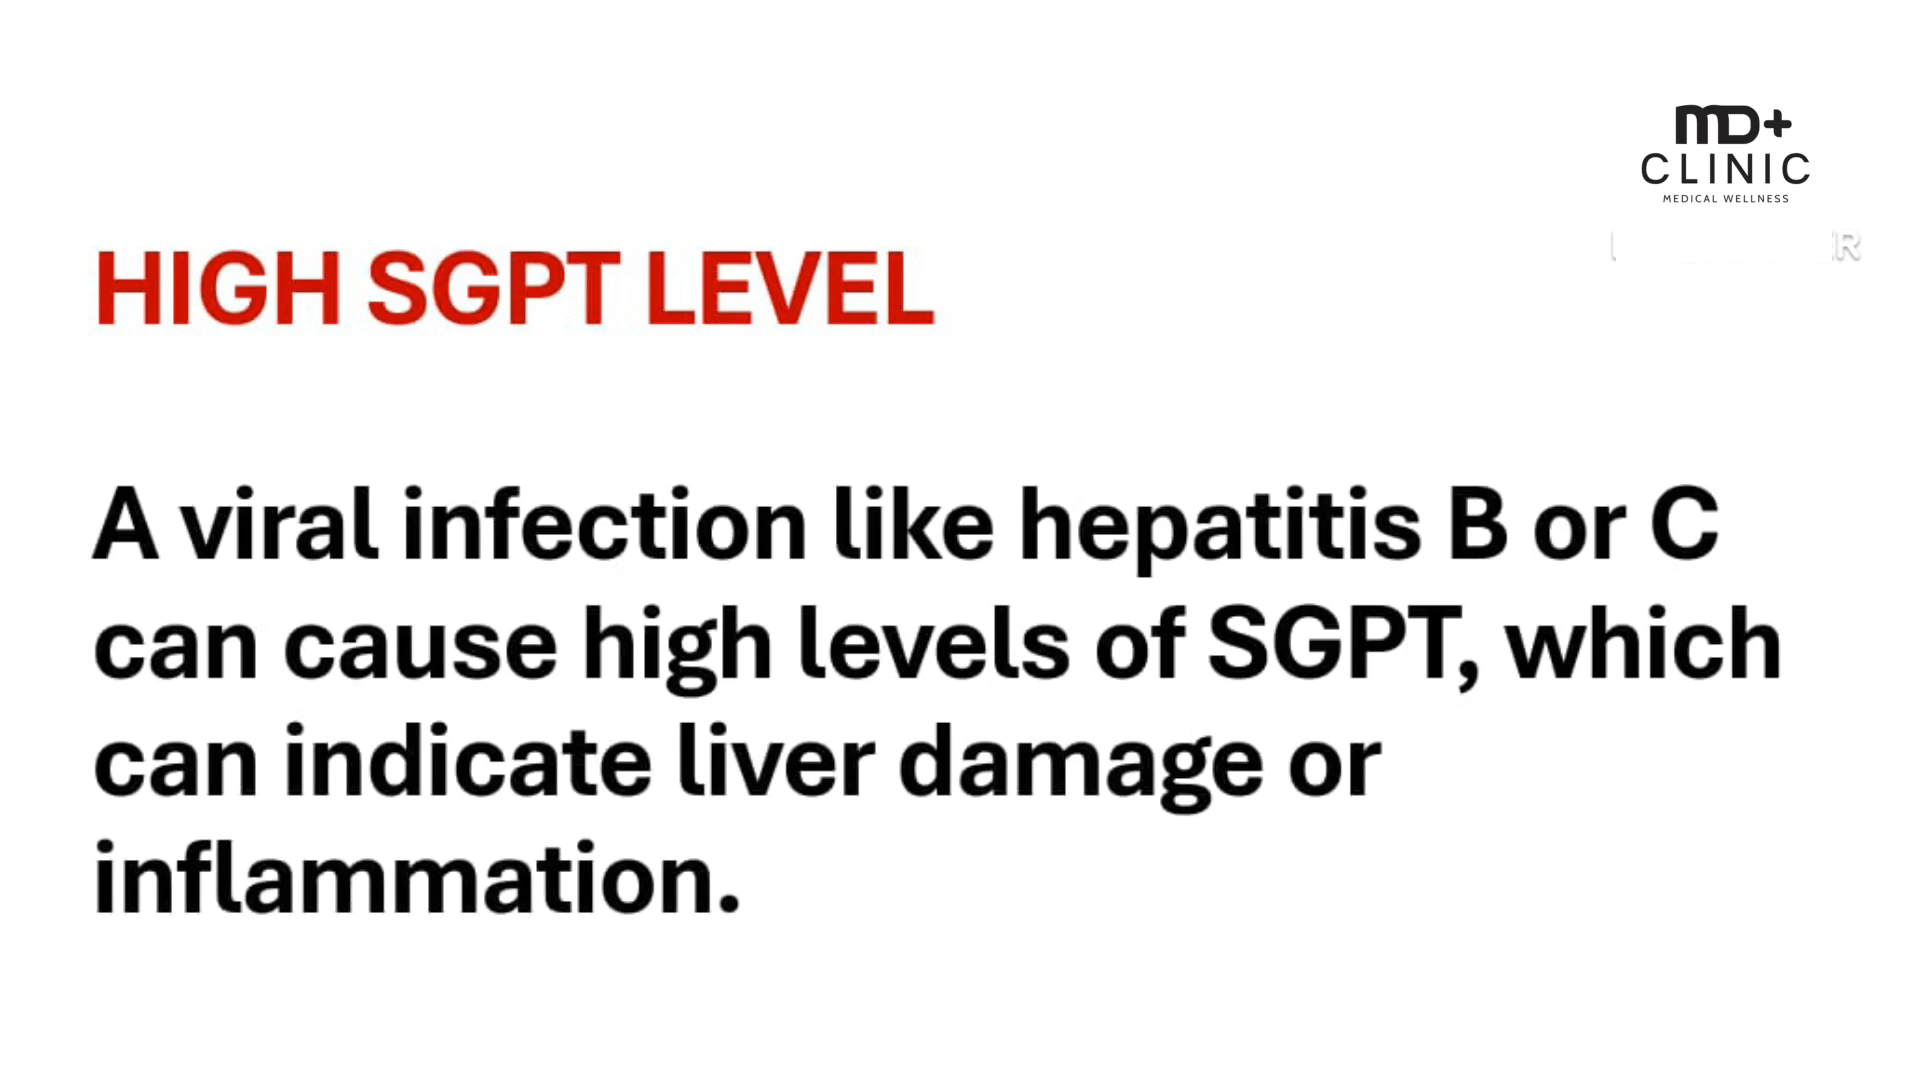 MD+
CLINIC
MEDICAL WELLNESS
HIGH SGPT LEVEL
A viral infection like hepatitis B or C
can cause high levels of SGPT, which
can indicate liver damage or
inflammation.